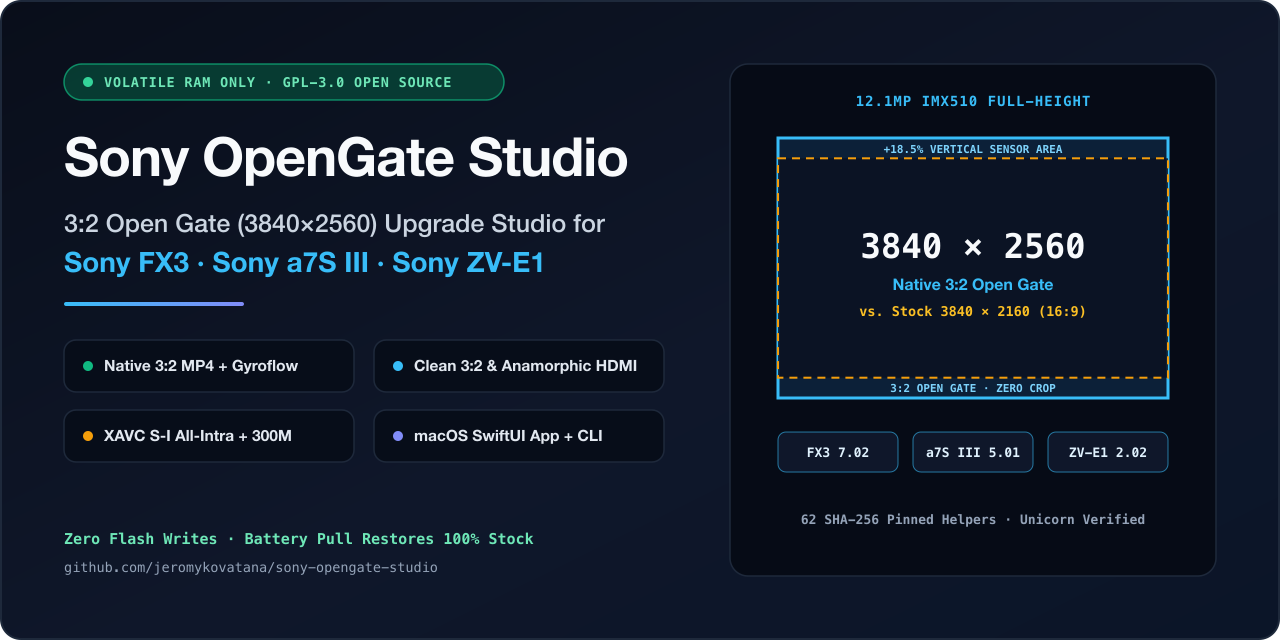 VOLATILE RAM ONLY · GPL-3.0 OPEN SOURCE
Sony OpenGate Studio
3:2 Open Gate (3840×2560) Upgrade Studio for
Sony FX3 · Sony a7S III · Sony ZV-E1
Native 3:2 MP4 + Gyroflow
Clean 3:2 & Anamorphic HDMI
XAVC S-I All-Intra + 300M
macOS SwiftUI App + CLI
Zero Flash Writes · Battery Pull Restores 100% Stock
github.com/jeromykovatana/sony-opengate-studio
12.1MP IMX510 FULL-HEIGHT
+18.5% VERTICAL SENSOR AREA
3840 × 2560
Native 3:2 Open Gate
vs. Stock 3840 × 2160 (16:9)
3:2 OPEN GATE · ZERO CROP
FX3 7.02
a7S III 5.01
ZV-E1 2.02
62 SHA-256 Pinned Helpers · Unicorn Verified